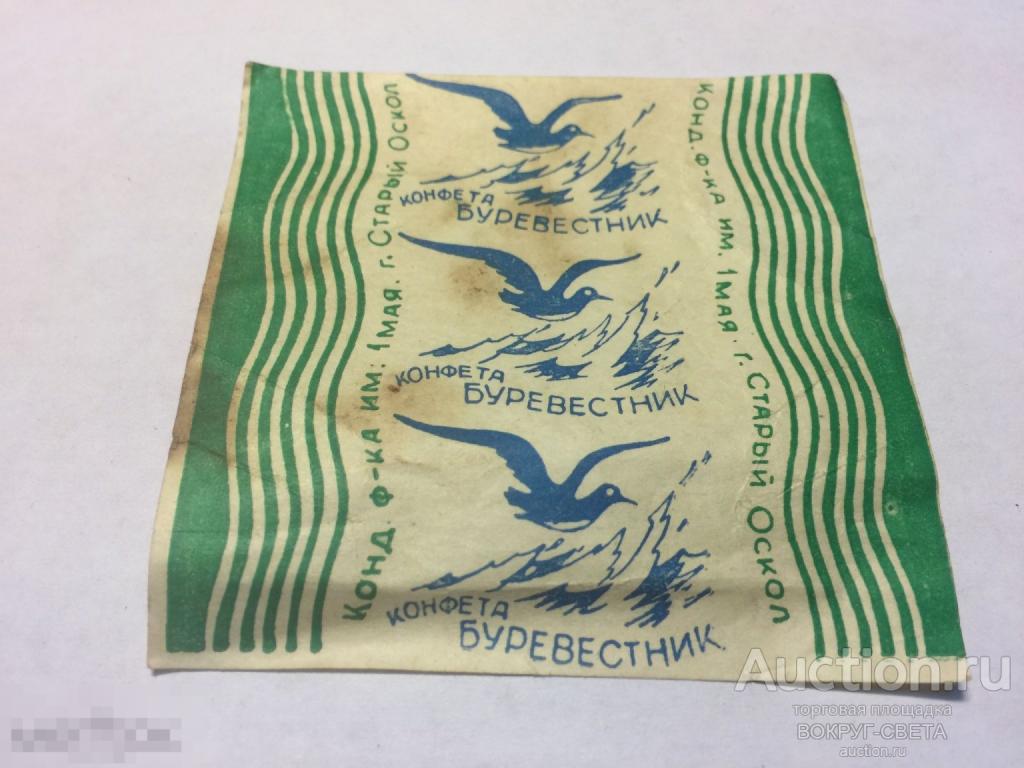 Конд. ф-ка им. 1 мая. г. Старый Оскол
КОНФЕТА
БУРЕВЕСТНИК
КОНФЕТА
БУРЕВЕСТНИК
КОНФЕТА
БУРЕВЕСТНИК
Конд. ф-ка им. 1 мая. г. Старый Оскол
Auction.ru
торговая площадка
ВОКРУГ-СВЕТА
auction.ru